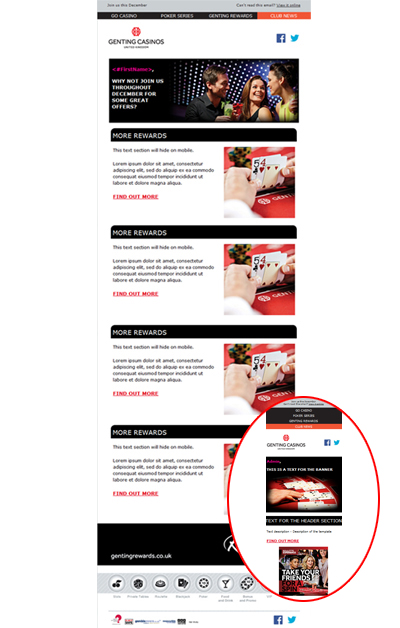 Join us this December
Can't read this email? View it online
GO CASINO
POKER SERIES
GENTING REWARDS
CLUB NEWS
GENTING CASINOS
UNITED KINGDOM
<#FirstName>,
WHY NOT JOIN US
THROUGHOUT
DECEMBER FOR
SOME GREAT
OFFERS?
MORE REWARDS
This text section will hide on mobile.
Lorem ipsum dolor sit amet, consectetur
adipiscing elit, sed do aliquip ex ea commodo
consequat eiusmod tempor incididunt ut
labore et dolore magna aliqua.
FIND OUT MORE
MORE REWARDS
This text section will hide on mobile.
Lorem ipsum dolor sit amet, consectetur
adipiscing elit, sed do aliquip ex ea commodo
consequat eiusmod tempor incididunt ut
labore et dolore magna aliqua.
FIND OUT MORE
MORE REWARDS
This text section will hide on mobile.
Lorem ipsum dolor sit amet, consectetur
adipiscing elit, sed do aliquip ex ea commodo
consequat eiusmod tempor incididunt ut
labore et dolore magna aliqua.
FIND OUT MORE
MORE REWARDS
This text section will hide on mobile.
Lorem ipsum dolor sit amet, consectetur
adipiscing elit, sed do aliquip ex ea commodo
consequat eiusmod tempor incididunt ut
labore et dolore magna aliqua.
FIND OUT MORE
gentingrewards.co.uk
GO CASINO
POKER SERIES
GENTING REWARDS
CLUB NEWS
GENTING CASINOS
THIS IS A TEXT FOR THE BANNER
TEXT FOR THE HEADER SECTION
Text description - Description of the template
FIND OUT MORE
TAKE YOUR
FRIENDS
Private Tables
Roulette
Blackjack
Poker